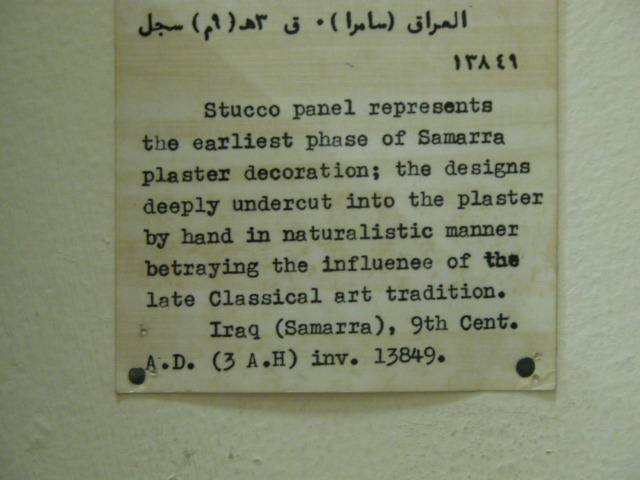 العراق (سامرا) ٠ ق ٣هـ(٩م) سجل
١٣٨٤٩
Stucco panel represents
the earliest phase of Samarra
plaster decoration; the designs
deeply undercut into the plaster
by hand in naturalistic manner
betraying the influenee of the
late Classical art tradition.
Iraq (Samarra), 9th Cent.
A.D. (3 A.H) inv. 13849.